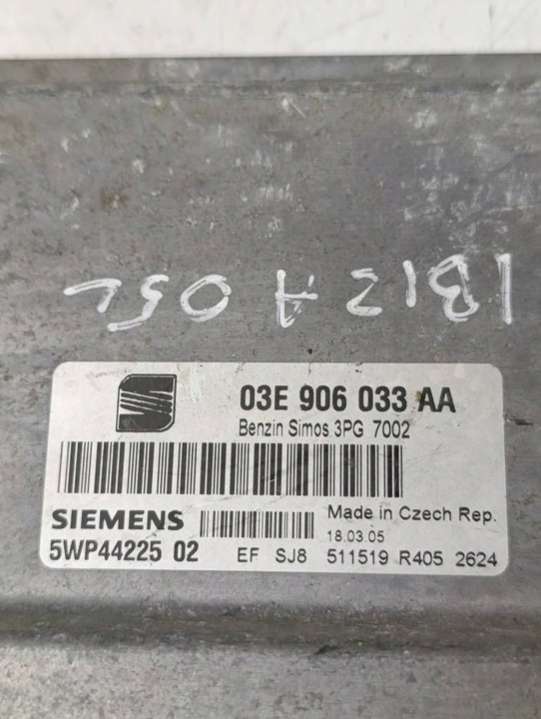 IBIZA 05L
03E 906 033 AA
Benzin Simos 3PG 7002
SIEMENS
Made in Czech Rep.
18.03.05
5WP44225 02
EF SJ8 511519 R405 2624